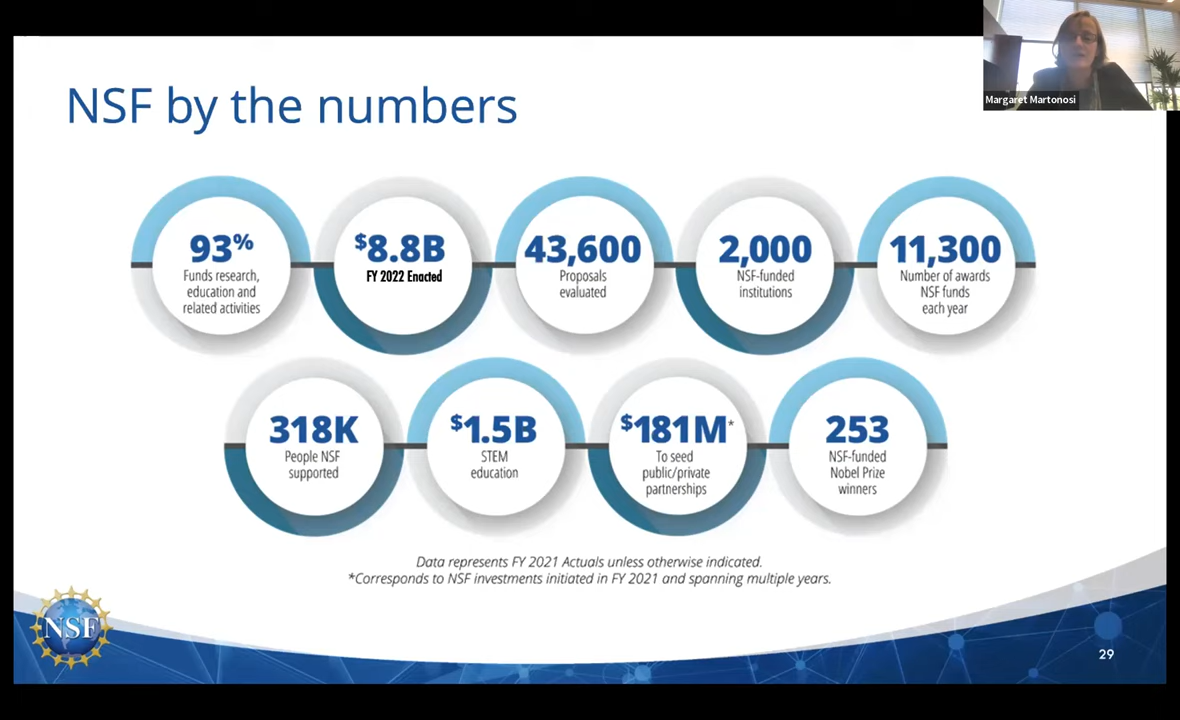 Margaret Martonosi
NSF by the numbers
93%
Funds research,
education and
related activities
$8.8B
FY 2022 Enacted
43,600
Proposals
evaluated
2,000
NSF-funded
institutions
11,300
Number of awards
NSF funds
each year
318K
People NSF
supported
$1.5B
STEM
education
$181M*
To seed
public/private
partnerships
253
NSF-funded
Nobel Prize
winners
Data represents FY 2021 Actuals unless otherwise indicated.
*Corresponds to NSF investments initiated in FY 2021 and spanning multiple years.
NSF
29